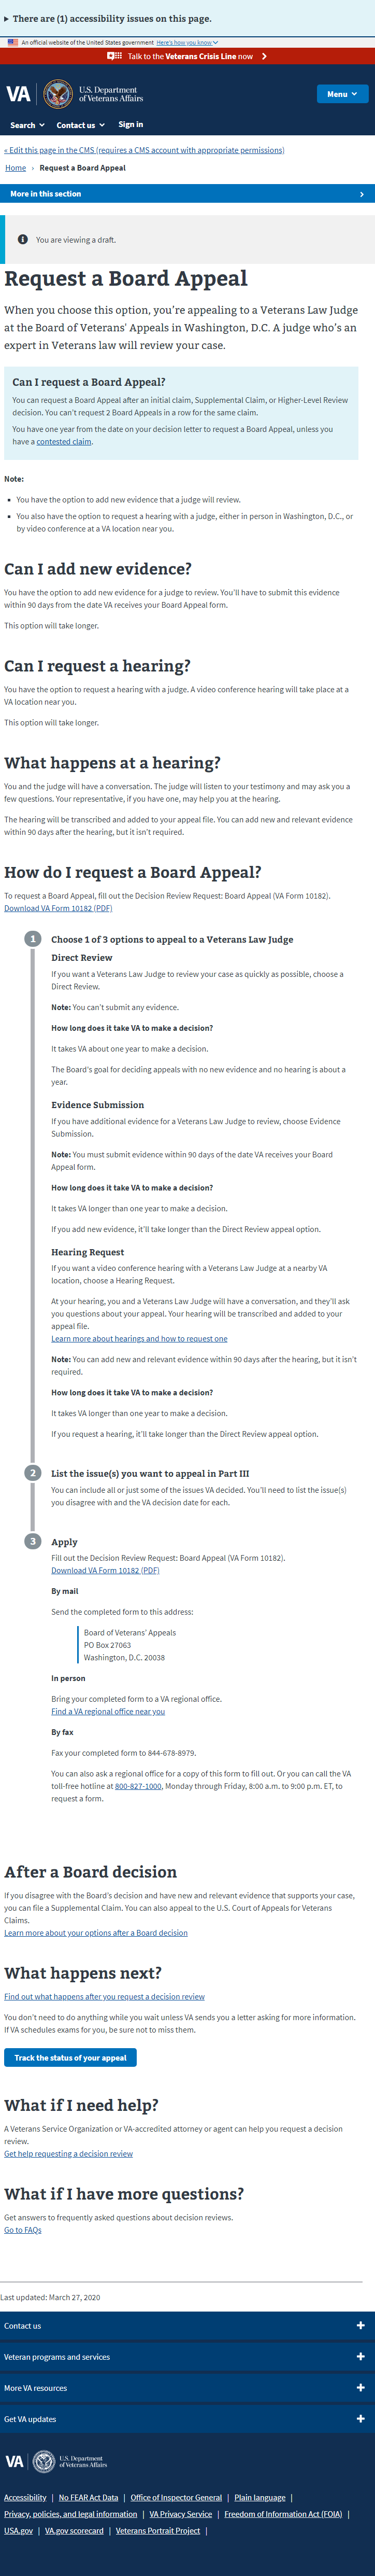 There are (1) accessibility issues on this page.
An official website of the United States government Here's how you know
Talk to the Veterans Crisis Line now
VA U.S. Department of Veterans Affairs
Menu
Search Contact us Sign in
« Edit this page in the CMS (requires a CMS account with appropriate permissions)
Home › Request a Board Appeal
More in this section
You are viewing a draft.
Request a Board Appeal
When you choose this option, you're appealing to a Veterans Law Judge
at the Board of Veterans' Appeals in Washington, D.C. A judge who's an
expert in Veterans law will review your case.
Can I request a Board Appeal?
You can request a Board Appeal after an initial claim, Supplemental Claim, or Higher-Level Review
decision. You can't request 2 Board Appeals in a row for the same claim.
You have one year from the date on your decision letter to request a Board Appeal, unless you
have a contested claim.
Note:
You have the option to add new evidence that a judge will review.
You also have the option to request a hearing with a judge, either in person in Washington, D.C., or
by video conference at a VA location near you.
Can I add new evidence?
You have the option to add new evidence for a judge to review. You'll have to submit this evidence
within 90 days from the date VA receives your Board Appeal form.
This option will take longer.
Can I request a hearing?
You have the option to request a hearing with a judge. A video conference hearing will take place at a
VA location near you.
This option will take longer.
What happens at a hearing?
You and the judge will have a conversation. The judge will listen to your testimony and may ask you a
few questions. Your representative, if you have one, may help you at the hearing.
The hearing will be transcribed and added to your appeal file. You can add new and relevant evidence
within 90 days after the hearing, but it isn't required.
How do I request a Board Appeal?
To request a Board Appeal, fill out the Decision Review Request: Board Appeal (VA Form 10182).
Download VA Form 10182 (PDF)
1 Choose 1 of 3 options to appeal to a Veterans Law Judge
Direct Review
If you want a Veterans Law Judge to review your case as quickly as possible, choose a
Direct Review.
Note: You can't submit any evidence.
How long does it take VA to make a decision?
It takes VA about one year to make a decision.
The Board's goal for deciding appeals with no new evidence and no hearing is about a
year.
Evidence Submission
If you have additional evidence for a Veterans Law Judge to review, choose Evidence
Submission.
Note: You must submit evidence within 90 days of the date VA receives your Board
Appeal form.
How long does it take VA to make a decision?
It takes VA longer than one year to make a decision.
If you add new evidence, it'll take longer than the Direct Review appeal option.
Hearing Request
If you want a video conference hearing with a Veterans Law Judge at a nearby VA
location, choose a Hearing Request.
At your hearing, you and a Veterans Law Judge will have a conversation, and they'll ask
you questions about your appeal. Your hearing will be transcribed and added to your
appeal file.
Learn more about hearings and how to request one
Note: You can add new and relevant evidence within 90 days after the hearing, but it isn't
required.
How long does it take VA to make a decision?
It takes VA longer than one year to make a decision.
If you request a hearing, it'll take longer than the Direct Review appeal option.
2 List the issue(s) you want to appeal in Part III
You can include all or just some of the issues VA decided. You'll need to list the issue(s)
you disagree with and the VA decision date for each.
3 Apply
Fill out the Decision Review Request: Board Appeal (VA Form 10182).
Download VA Form 10182 (PDF)
By mail
Send the completed form to this address:
Board of Veterans' Appeals
PO Box 27063
Washington, D.C. 20038
In person
Bring your completed form to a VA regional office.
Find a VA regional office near you
By fax
Fax your completed form to 844-678-8979.
You can also ask a regional office for a copy of this form to fill out. Or you can call the VA
toll-free hotline at 800-827-1000, Monday through Friday, 8:00 a.m. to 9:00 p.m. ET, to
request a form.
After a Board decision
If you disagree with the Board's decision and have new and relevant evidence that supports your case,
you can file a Supplemental Claim. You can also appeal to the U.S. Court of Appeals for Veterans
Claims.
Learn more about your options after a Board decision
What happens next?
Find out what happens after you request a decision review
You don't need to do anything while you wait unless VA sends you a letter asking for more information.
If VA schedules exams for you, be sure not to miss them.
Track the status of your appeal
What if I need help?
A Veterans Service Organization or VA-accredited attorney or agent can help you request a decision
review.
Get help requesting a decision review
What if I have more questions?
Get answers to frequently asked questions about decision reviews.
Go to FAQs
Last updated: March 27, 2020
Contact us
Veteran programs and services
More VA resources
Get VA updates
VA U.S. Department of Veterans Affairs
Accessibility | No FEAR Act Data | Office of Inspector General | Plain language |
Privacy, policies, and legal information | VA Privacy Service | Freedom of Information Act (FOIA) |
USA.gov | VA.gov scorecard | Veterans Portrait Project |